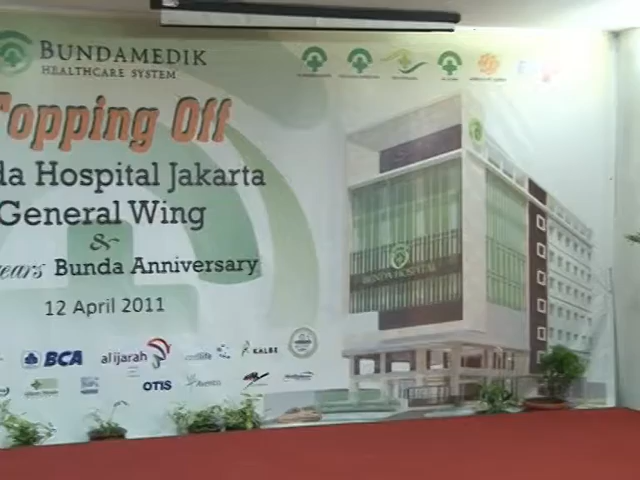 BUNDAMEDIK
HEALTHCARE SYSTEM
Topping Off
da Hospital Jakarta
General Wing
&
ears Bunda Anniversary
12 April 2011
BCA
alijarah
KALBE
OTIS
BUNDA HOSPITAL